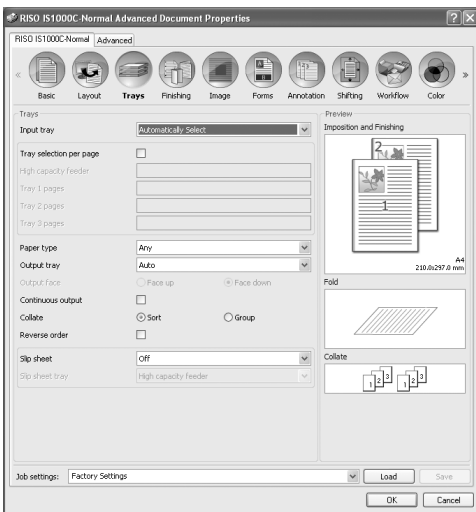 RISO IS1000C-Normal Advanced Document Properties
RISO IS1000C-Normal Advanced
« Basic Layout Trays Finishing Image Forms Annotation Shifting Workflow Color »
Trays
Input tray Automatically Select
Tray selection per page
High capacity feeder
Tray 1 pages
Tray 2 pages
Tray 3 pages
Paper type Any
Output tray Auto
Output face Face up Face down
Continuous output
Collate Sort Group
Reverse order
Slip sheet Off
Slip sheet tray High capacity feeder
Preview
Imposition and Finishing
2
1
A4
210.0x297.0 mm
Fold
Collate
1 2 3 1 2 3
Job settings: Factory Settings Load Save
OK Cancel